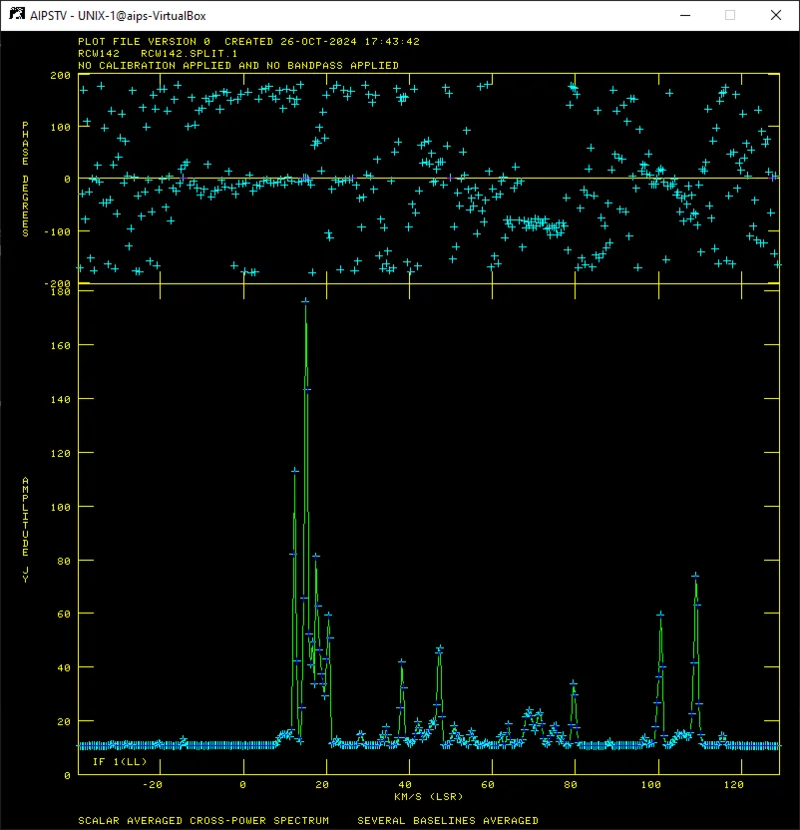 AIPSTV - UNIX-1@aips-VirtualBox
PLOT FILE VERSION 0 CREATED 26-OCT-2024 17:43:42
RCW142 RCW142.SPLIT.1
NO CALIBRATION APPLIED AND NO BANDPASS APPLIED
200
100
0
-100
-200
PHASE DEGREES
180
160
140
120
100
80
60
40
20
0
AMPLITUDE JY
IF 1(LL)
-20 0 20 40 60 80 100 120
KM/S (LSR)
SCALAR AVERAGED CROSS-POWER SPECTRUM SEVERAL BASELINES AVERAGED